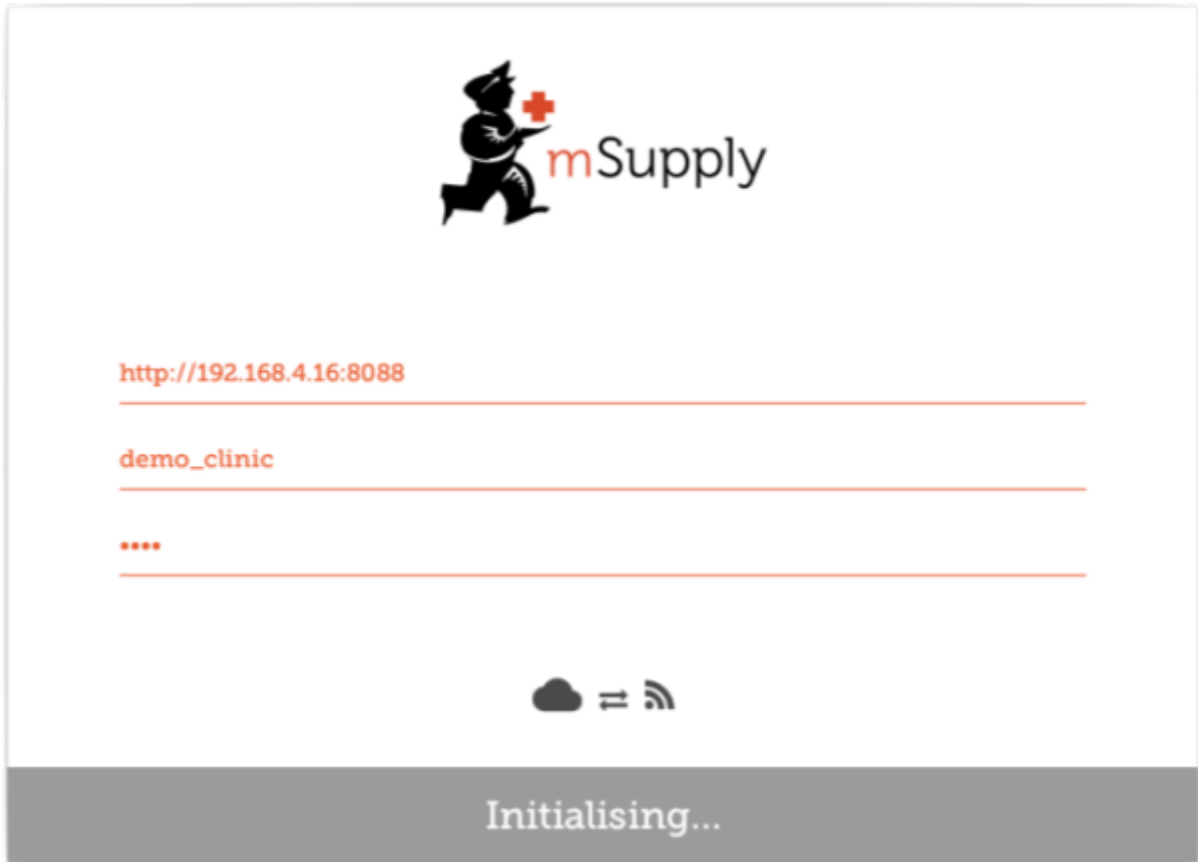 mSupply
http://192.168.4.16:8088
demo_clinic
••••
Initialising...